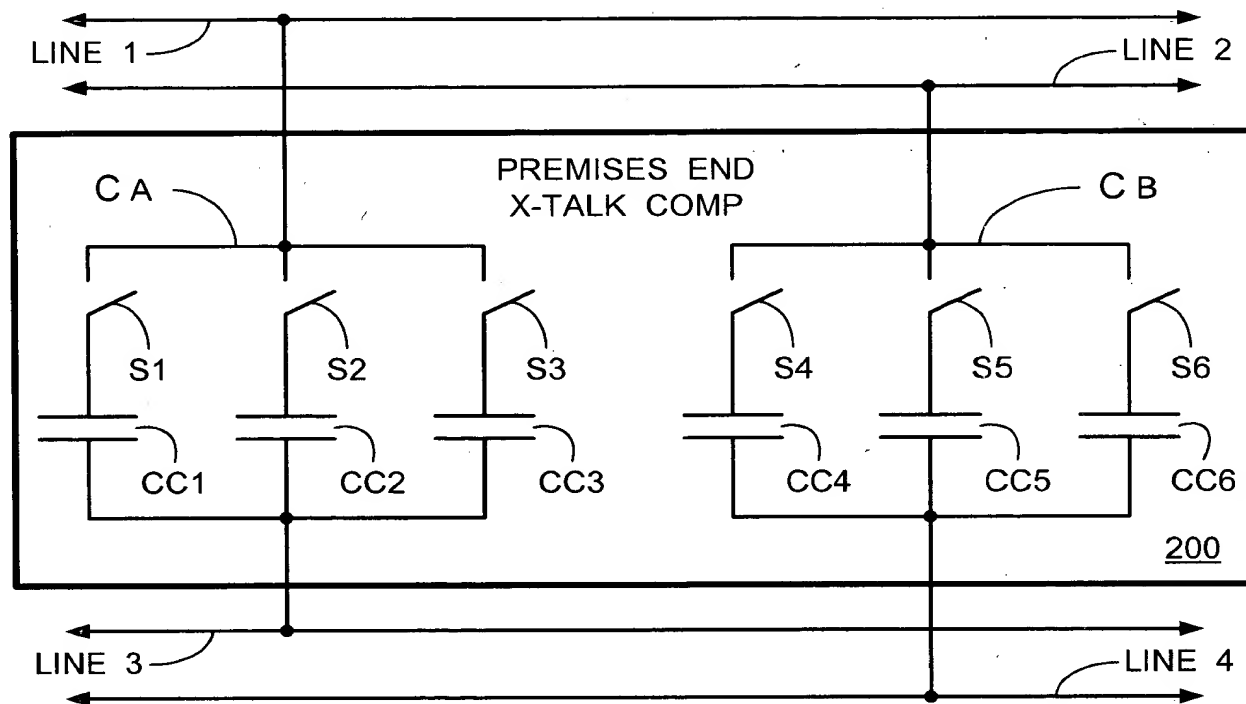 LINE 1
LINE 2
PREMISES END
X-TALK COMP
C A
C B
S1
S2
S3
S4
S5
S6
CC1
CC2
CC3
CC4
CC5
CC6
200
LINE 3
LINE 4